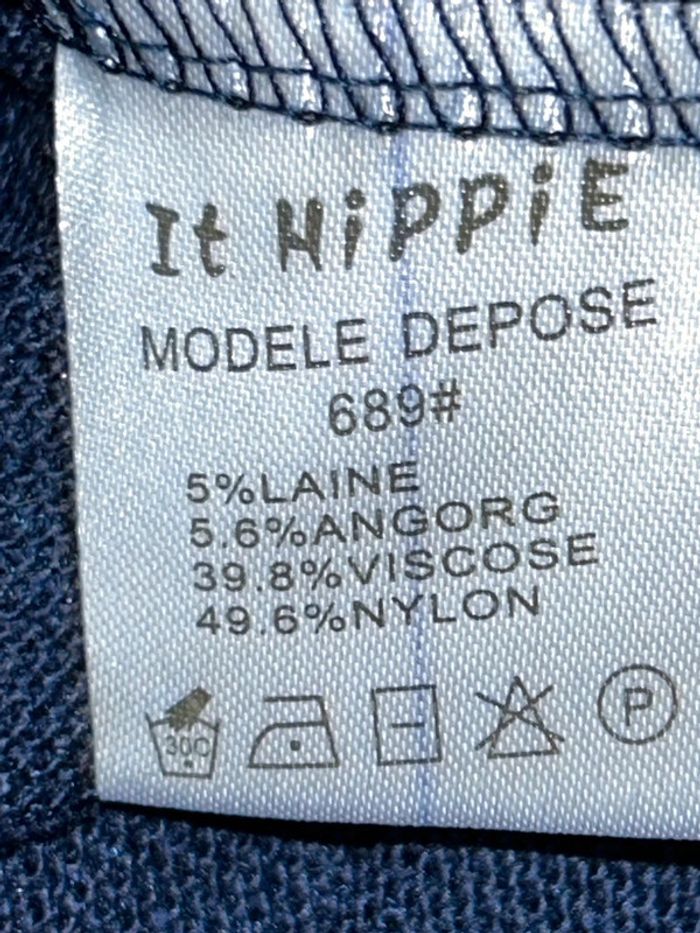 It HiPPiE
MODELE DEPOSE
689#
5%LAINE
5.6%ANGORG
39.8%VISCOSE
49.6%NYLON
30C P